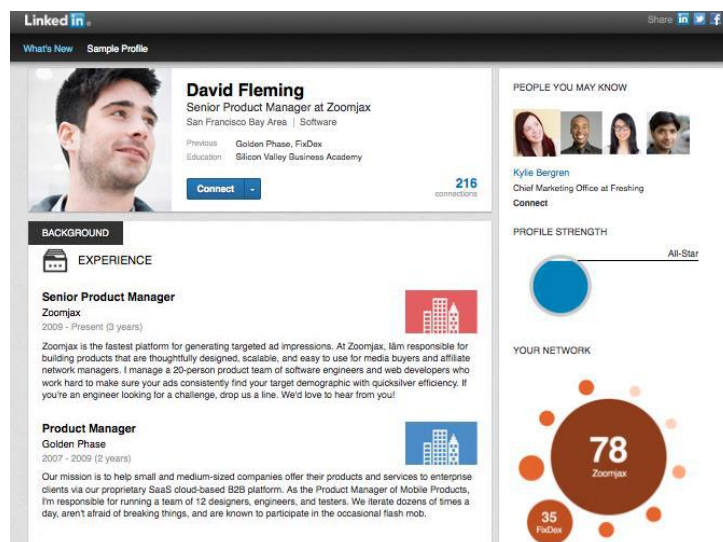 Linked in.
Share in f
What's New Sample Profile
David Fleming
Senior Product Manager at Zoomjax
San Francisco Bay Area | Software
Previous Golden Phase, FixDex
Education Silicon Valley Business Academy
Connect
216
connections
BACKGROUND
EXPERIENCE
Senior Product Manager
Zoomjax
2009 - Present (3 years)
Zoomjax is the fastest platform for generating targeted ad impressions. At Zoomjax, Iâm responsible for
building products that are thoughtfully designed, scalable, and easy to use for media buyers and affiliate
network managers. I manage a 20-person product team of software engineers and web developers who
work hard to make sure your ads consistently find your target demographic with quicksilver efficiency. If
you're an engineer looking for a challenge, drop us a line. We'd love to hear from you!
Product Manager
Golden Phase
2007 - 2009 (2 years)
Our mission is to help small and medium-sized companies offer their products and services to enterprise
clients via our proprietary SaaS cloud-based B2B platform. As the Product Manager of Mobile Products,
I'm responsible for running a team of 12 designers, engineers, and testers. We iterate dozens of times a
day, aren't afraid of breaking things, and are known to participate in the occasional flash mob.
PEOPLE YOU MAY KNOW
Kylie Bergren
Chief Marketing Office at Freshing
Connect
PROFILE STRENGTH
All-Star
YOUR NETWORK
78
Zoomjax
35
FixDex